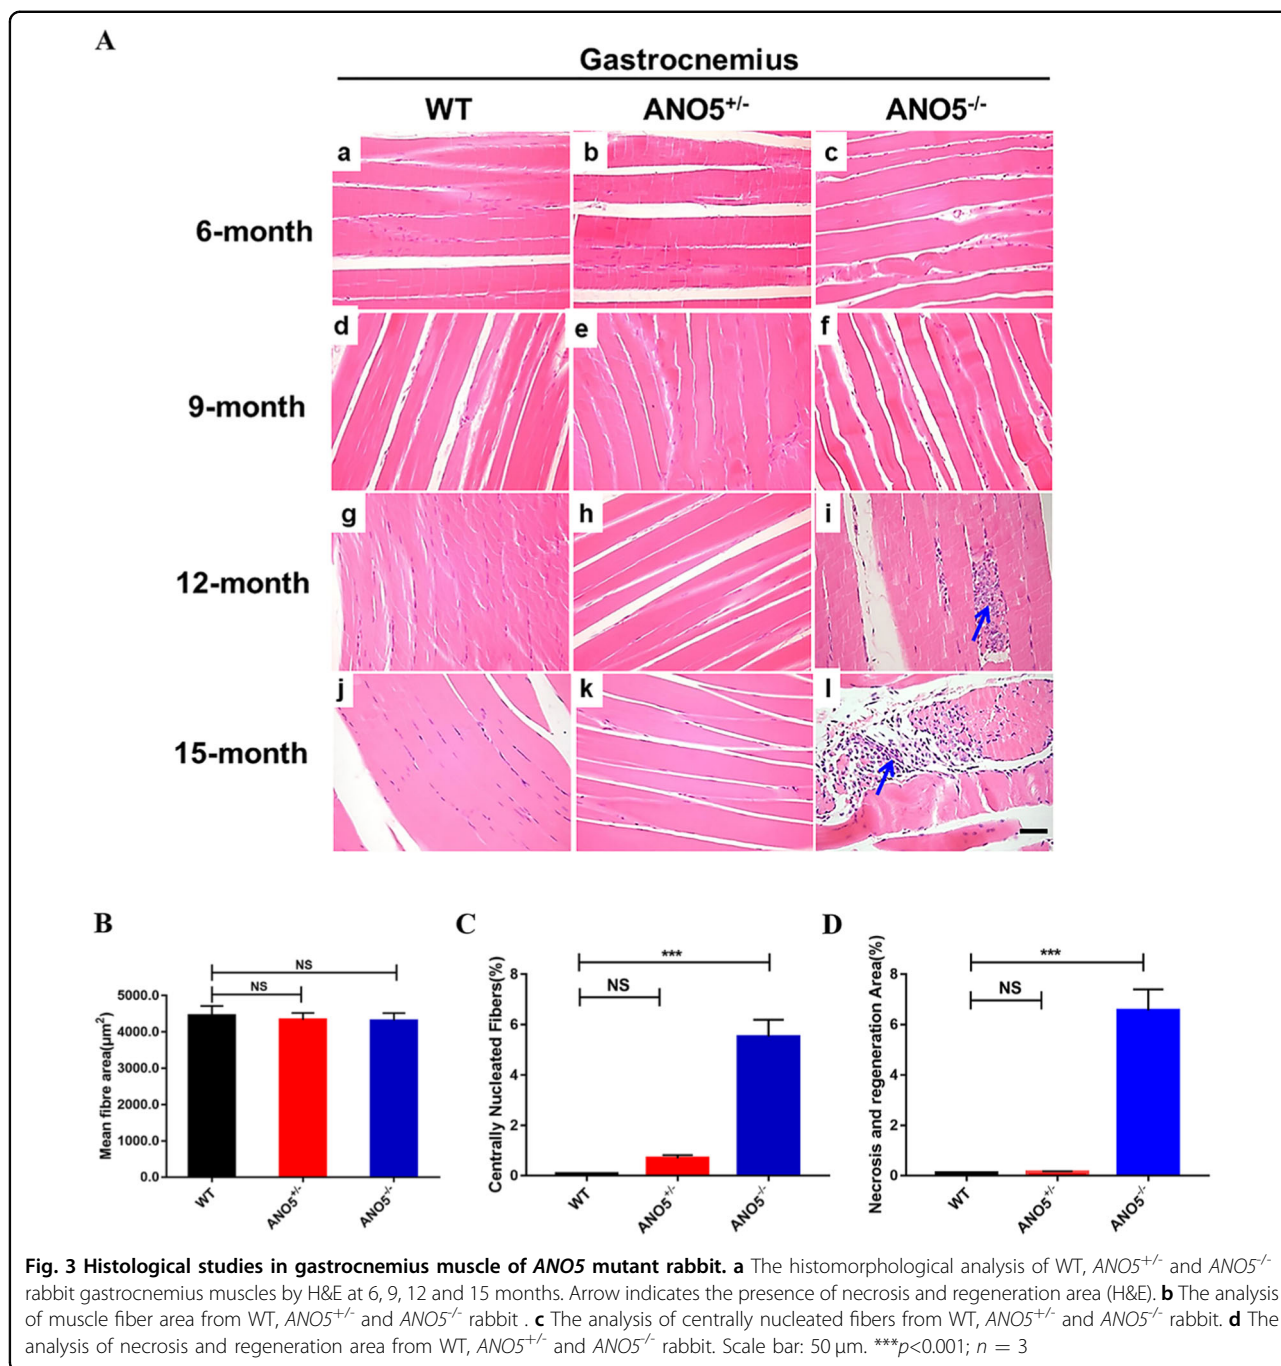 A
Gastrocnemius
WT ANO5+/- ANO5-/-
a b c
6-month
d e f
9-month
g h i
12-month
j k l
15-month
B C D
NS
NS
Mean fibre area(µm2)
5000.0
4000.0
3000.0
2000.0
1000.0
0.0
WT ANO5+/- ANO5-/-
***
NS
Centrally Nucleated Fibers(%)
8
6
4
2
0
WT ANO5+/- ANO5-/-
***
NS
Necrosis and regeneration Area(%)
8
6
4
2
0
WT ANO5+/- ANO5-/-
Fig. 3 Histological studies in gastrocnemius muscle of ANO5 mutant rabbit. a The histomorphological analysis of WT, ANO5+/- and ANO5-/-
rabbit gastrocnemius muscles by H&E at 6, 9, 12 and 15 months. Arrow indicates the presence of necrosis and regeneration area (H&E). b The analysis
of muscle fiber area from WT, ANO5+/- and ANO5-/- rabbit . c The analysis of centrally nucleated fibers from WT, ANO5+/- and ANO5-/- rabbit. d The
analysis of necrosis and regeneration area from WT, ANO5+/- and ANO5-/- rabbit. Scale bar: 50 µm. ***p<0.001; n = 3